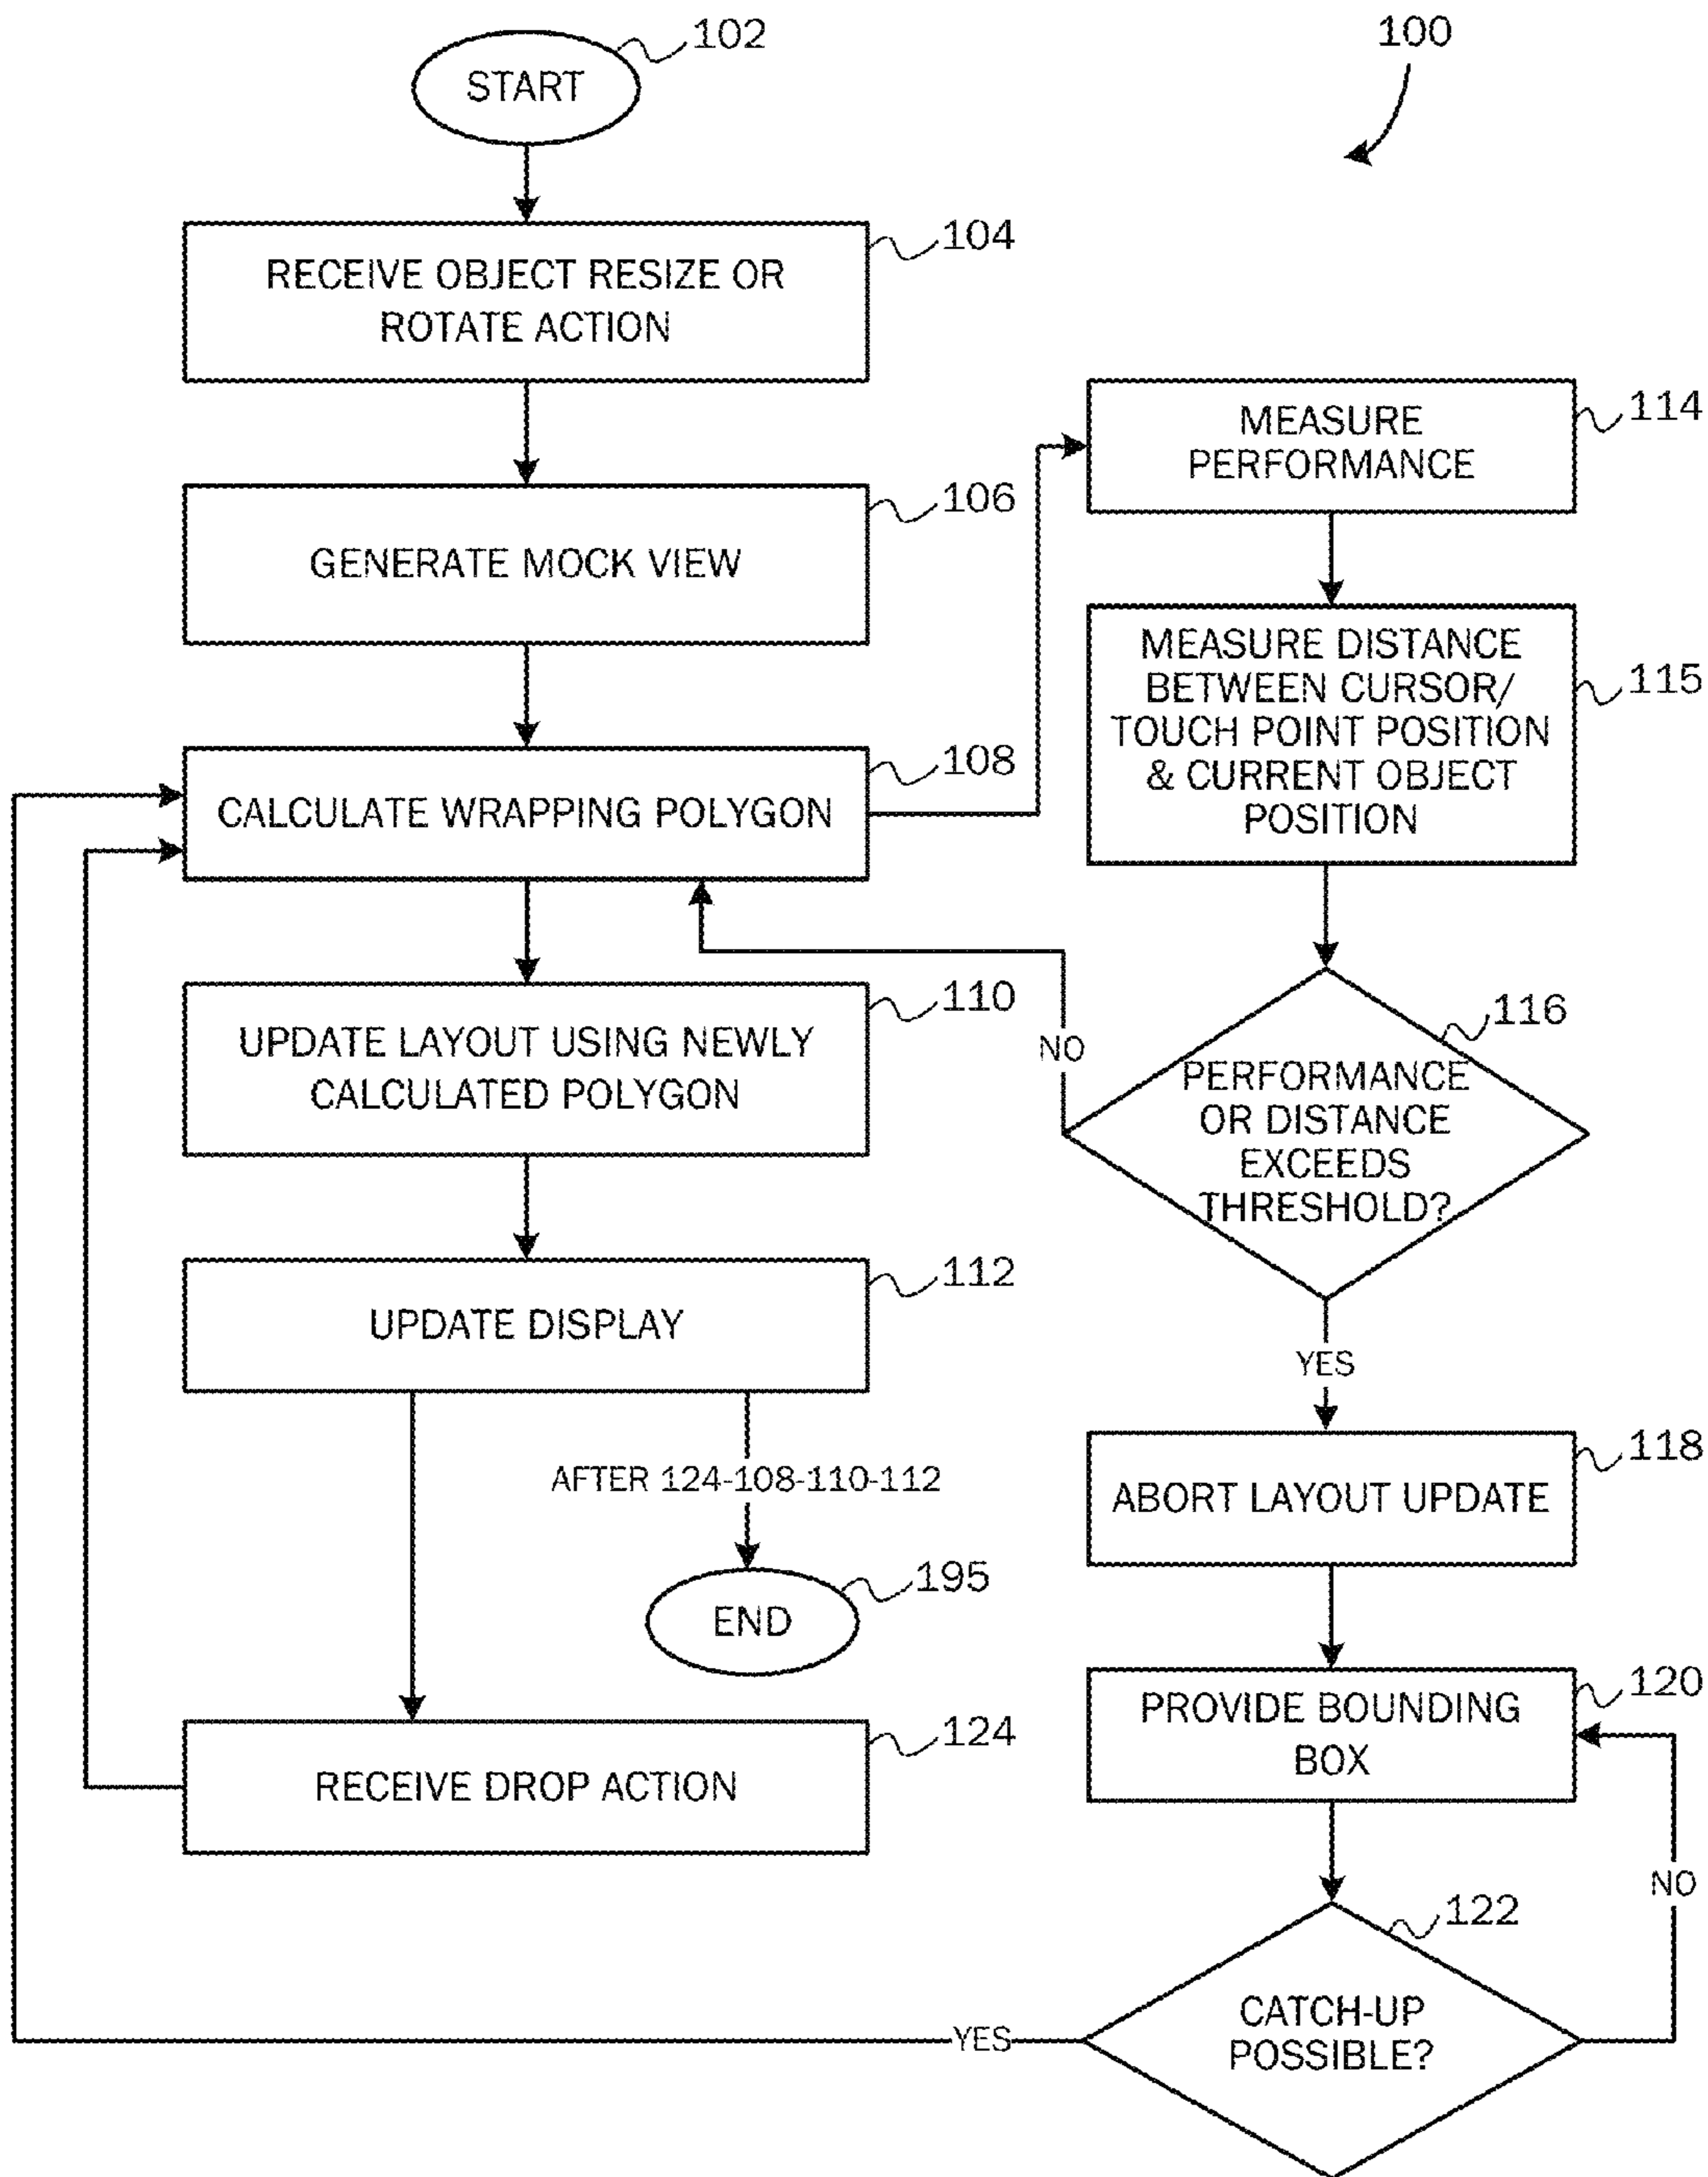 102
100
START
104
RECEIVE OBJECT RESIZE OR
ROTATE ACTION
106
GENERATE MOCK VIEW
108
CALCULATE WRAPPING POLYGON
110
UPDATE LAYOUT USING NEWLY
CALCULATED POLYGON
112
UPDATE DISPLAY
AFTER 124-108-110-112
195
END
124
RECEIVE DROP ACTION
114
MEASURE
PERFORMANCE
115
MEASURE DISTANCE
BETWEEN CURSOR/
TOUCH POINT POSITION
& CURRENT OBJECT
POSITION
116
NO
PERFORMANCE
OR DISTANCE
EXCEEDS
THRESHOLD?
YES
118
ABORT LAYOUT UPDATE
120
PROVIDE BOUNDING
BOX
NO
122
CATCH-UP
POSSIBLE?
YES